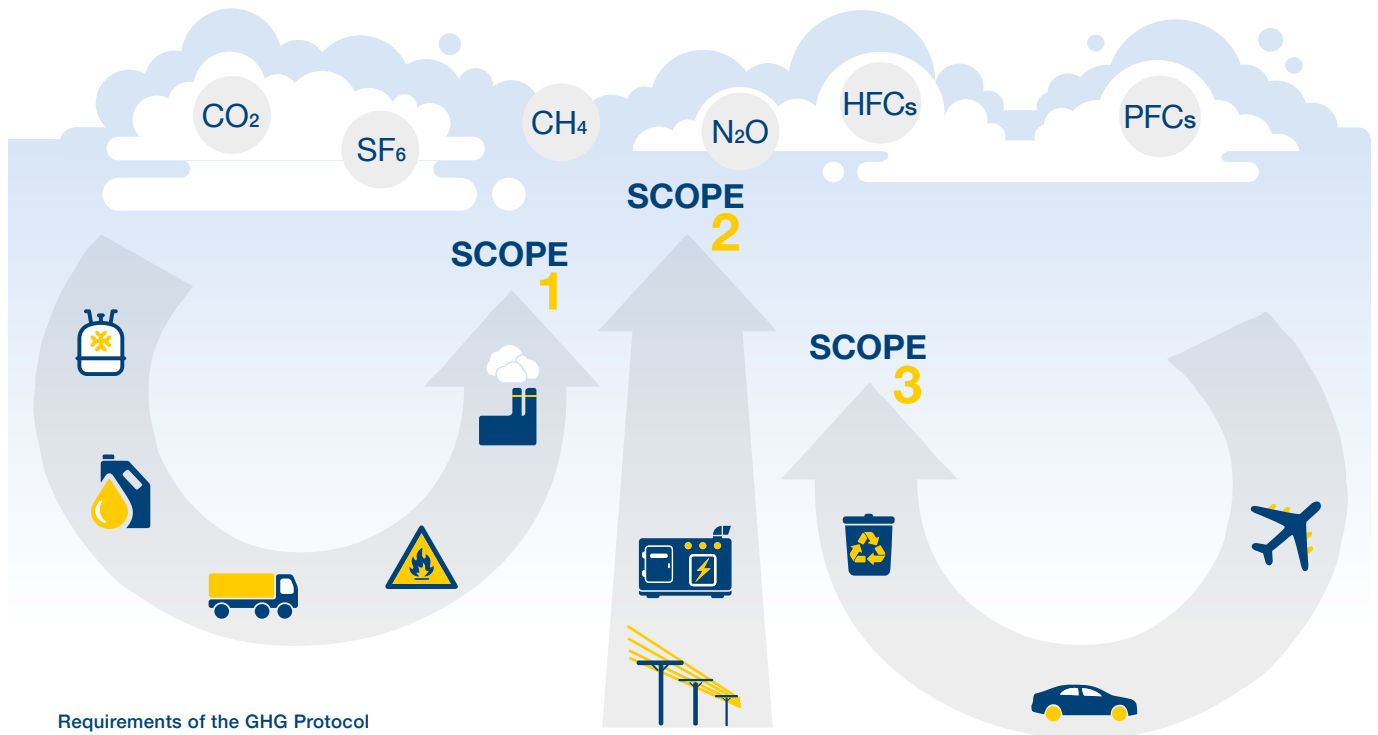 CO₂
SF₆
CH₄
N₂O
HFCs
PFCs
SCOPE
2
SCOPE
1
SCOPE
3
Requirements of the GHG Protocol